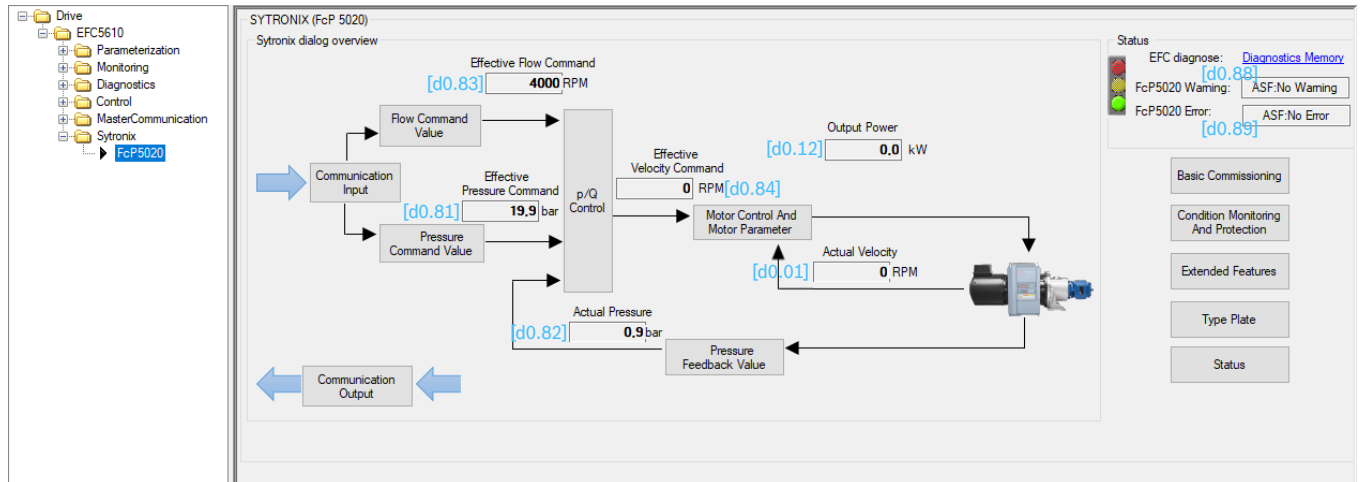 Drive
EFC5610
Parameterization
Monitoring
Diagnostics
Control
MasterCommunication
Sytronix
FcP5020
SYTRONIX (FcP 5020)
Sytronix dialog overview
Effective Flow Command
[d0.83] 4000 RPM
Flow Command
Value
Communication
Input
Effective
Pressure Command
[d0.81] 19,9 bar
Pressure
Command Value
p/Q
Control
Effective
Velocity Command
0 RPM [d0.84]
Output Power
[d0.12] 0,0 kW
Motor Control And
Motor Parameter
Actual Velocity
[d0.01] 0 RPM
Actual Pressure
[d0.82] 0,9 bar
Pressure
Feedback Value
Communication
Output
Status
EFC diagnose: Diagnostics Memory
[d0.88]
FcP5020 Warning: ASF:No Warning
FcP5020 Error: ASF:No Error
[d0.89]
Basic Commissioning
Condition Monitoring
And Protection
Extended Features
Type Plate
Status